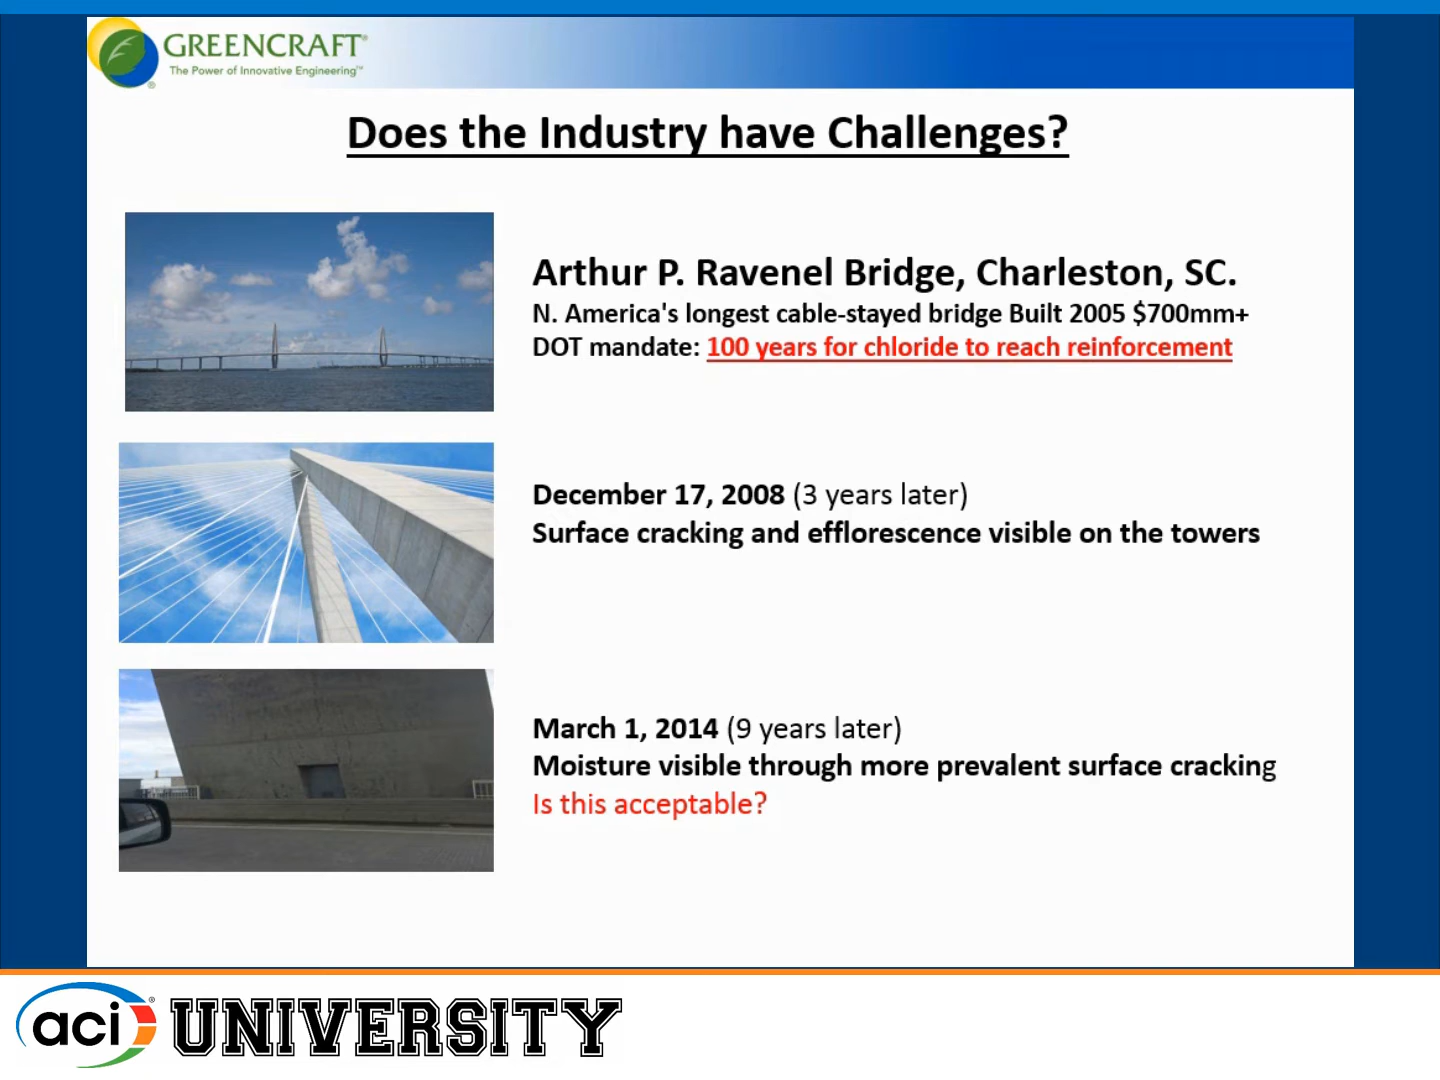 GREENCRAFT®
The Power of Innovative Engineering™
®
Does the Industry have Challenges?
Arthur P. Ravenel Bridge, Charleston, SC.
N. America's longest cable-stayed bridge Built 2005 $700mm+
DOT mandate: 100 years for chloride to reach reinforcement
December 17, 2008 (3 years later)
Surface cracking and efflorescence visible on the towers
March 1, 2014 (9 years later)
Moisture visible through more prevalent surface cracking
Is this acceptable?
aci® UNIVERSITY